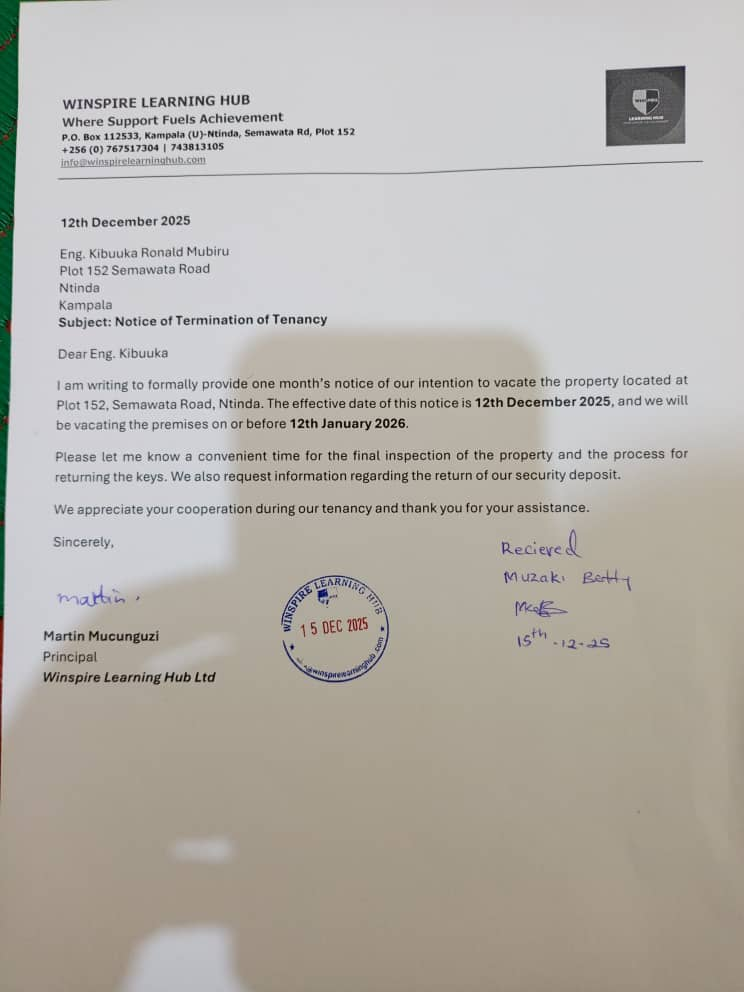 WINSPIRE LEARNING HUB
Where Support Fuels Achievement
P.O. Box 112533, Kampala (U)-Ntinda, Semawata Rd, Plot 152
+256 (0) 767517304 | 743813105
info@winspirelearninghub.com
WINSPIRE
LEARNING HUB
12th December 2025
Eng. Kibuuka Ronald Mubiru
Plot 152 Semawata Road
Ntinda
Kampala
Subject: Notice of Termination of Tenancy
Dear Eng. Kibuuka
I am writing to formally provide one month's notice of our intention to vacate the property located at
Plot 152, Semawata Road, Ntinda. The effective date of this notice is 12th December 2025, and we will
be vacating the premises on or before 12th January 2026.
Please let me know a convenient time for the final inspection of the property and the process for
returning the keys. We also request information regarding the return of our security deposit.
We appreciate your cooperation during our tenancy and thank you for your assistance.
Sincerely,
Martin.
Martin Mucunguzi
Principal
Winspire Learning Hub Ltd
WINSPIRE LEARNING HUB
15 DEC 2025
@winspirelearninghub.com
Recieved
Muzaki Betty
15th-12-25